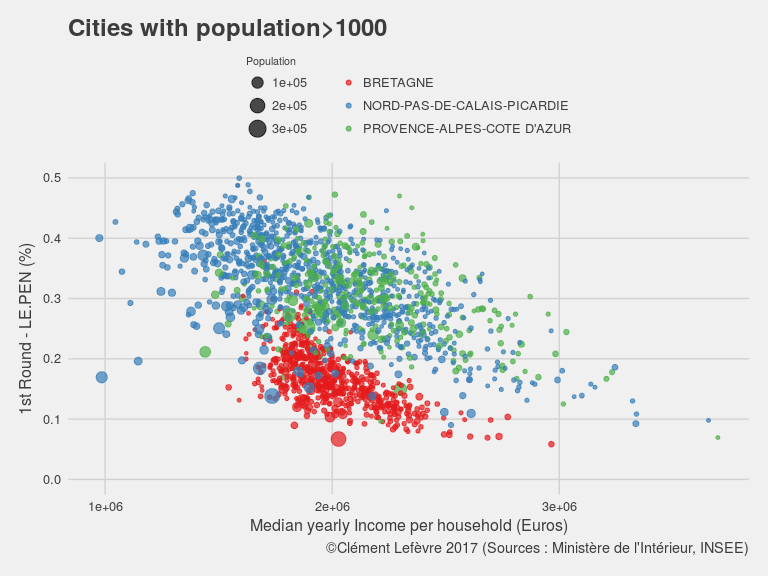 Cities with population>1000
Population
1e+05
2e+05
3e+05
BRETAGNE
NORD-PAS-DE-CALAIS-PICARDIE
PROVENCE-ALPES-COTE D'AZUR
1st Round - LE.PEN (%)
0.5
0.4
0.3
0.2
0.1
0.0
1e+06
2e+06
3e+06
Median yearly Income per household (Euros)
©Clément Lefèvre 2017 (Sources : Ministère de l'Intérieur, INSEE)